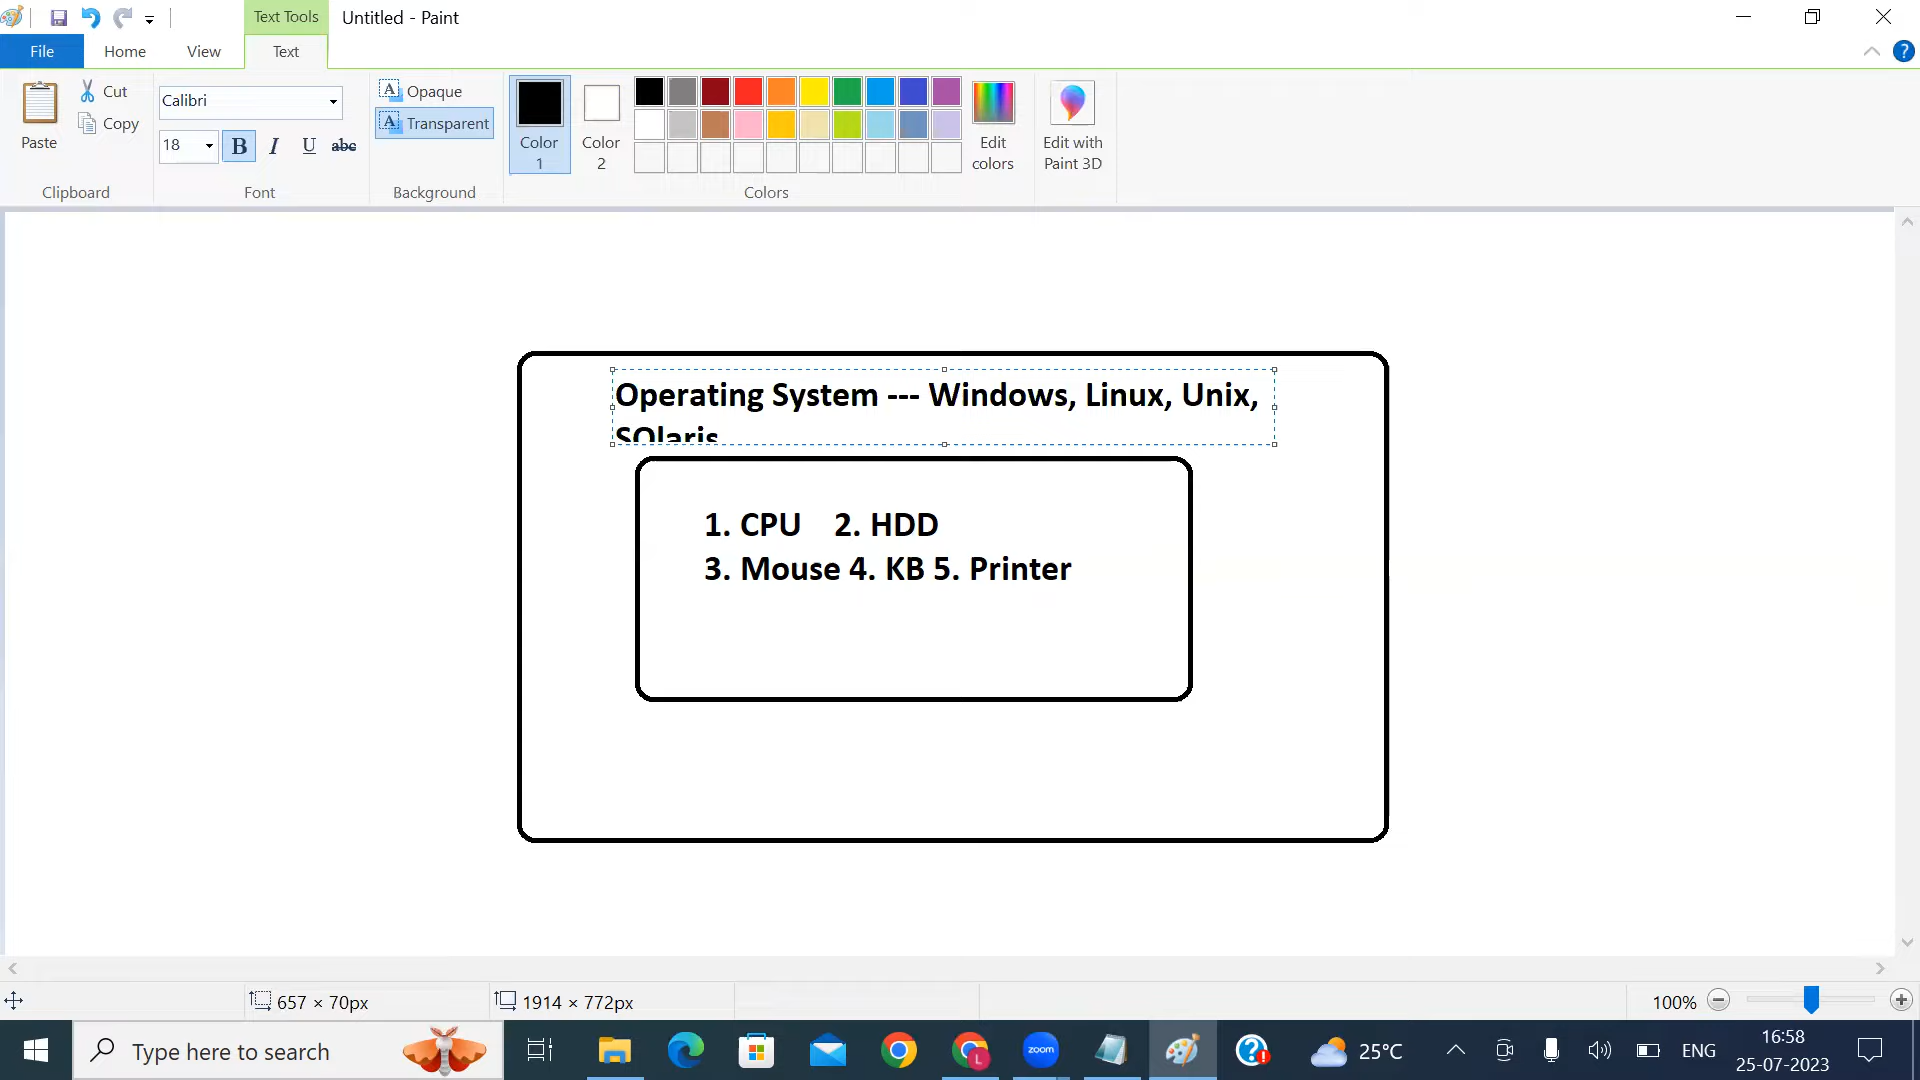 Text Tools
Untitled - Paint
File
Home
View
Text
Paste
Cut
Copy
Clipboard
Calibri
18
B I U abc
Font
Opaque
Transparent
Background
Color 1
Color 2
Colors
Edit colors
Edit with Paint 3D
Operating System --- Windows, Linux, Unix,
SOlaris
1. CPU    2. HDD
3. Mouse 4. KB 5. Printer
657 × 70px
1914 × 772px
100%
Type here to search
zoom
L
25°C
ENG
16:58
25-07-2023